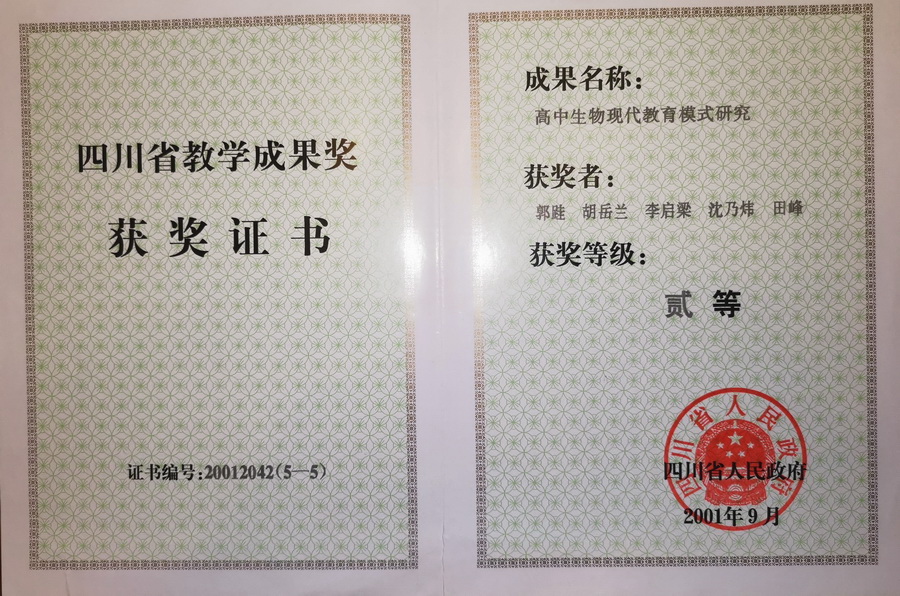 四川省教学成果奖
获奖证书
证书编号:20012042(5—5)
成果名称:
高中生物现代教育模式研究
获奖者:
郭跬 胡岳兰 李启梁 沈乃炜 田峰
获奖等级:
贰等
四川省人民政府
四川省人民政府
2001年9月